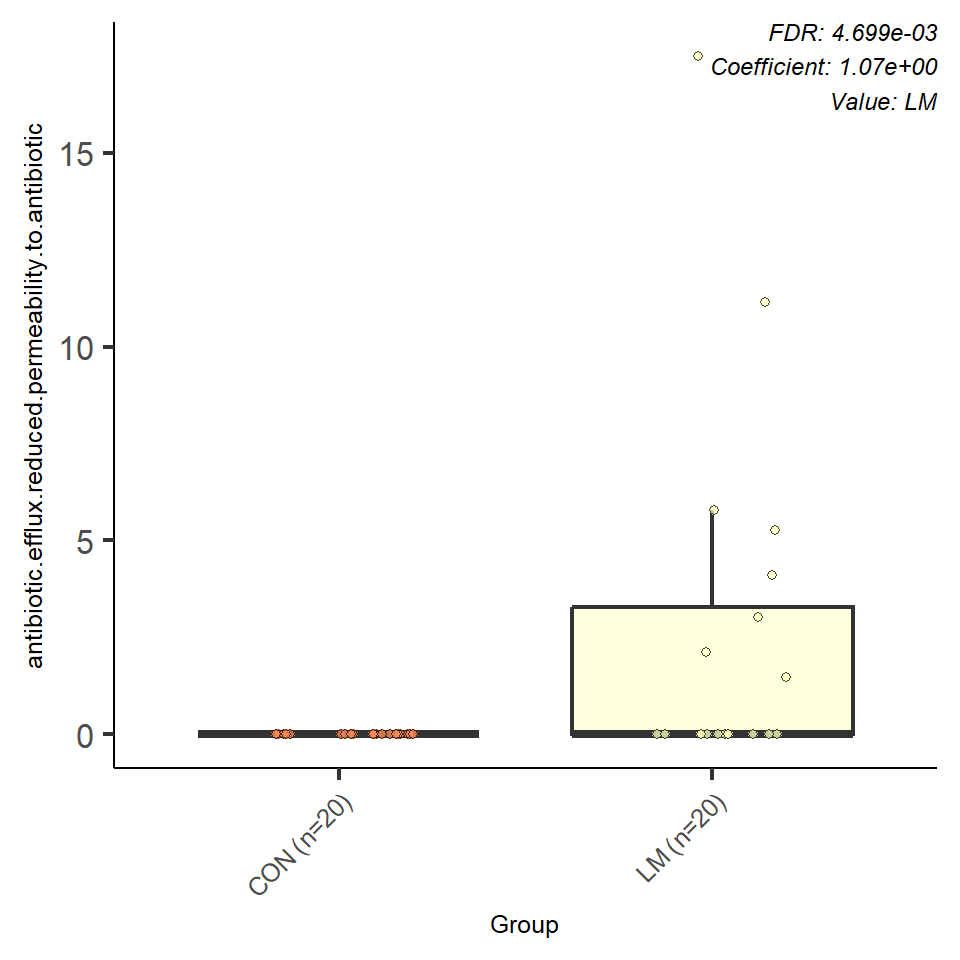 FDR: 4.699e-03
Coefficient: 1.07e+00
Value: LM
antibiotic.efflux.reduced.permeability.to.antibiotic
15
10
5
0
CON (n=20)
LM (n=20)
Group